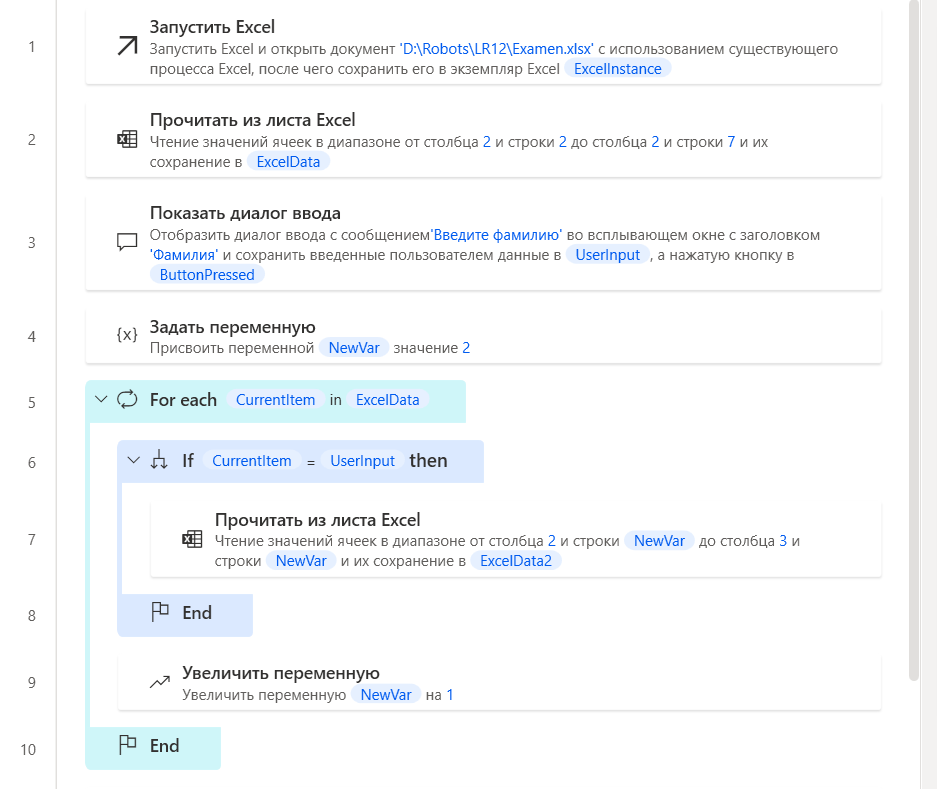 1
Запустить Excel
Запустить Excel и открыть документ 'D:\Robots\LR12\Examen.xlsx' с использованием существующего
процесса Excel, после чего сохранить его в экземпляр Excel ExcelInstance
2
Прочитать из листа Excel
Чтение значений ячеек в диапазоне от столбца 2 и строки 2 до столбца 2 и строки 7 и их
сохранение в ExcelData
3
Показать диалог ввода
Отобразить диалог ввода с сообщением'Введите фамилию' во всплывающем окне с заголовком
'Фамилия' и сохранить введенные пользователем данные в UserInput , а нажатую кнопку в
ButtonPressed
4
{x} Задать переменную
Присвоить переменной NewVar значение 2
5
For each CurrentItem in ExcelData
6
If CurrentItem = UserInput then
7
Прочитать из листа Excel
Чтение значений ячеек в диапазоне от столбца 2 и строки NewVar до столбца 3 и
строки NewVar и их сохранение в ExcelData2
8
End
9
Увеличить переменную
Увеличить переменную NewVar на 1
10
End